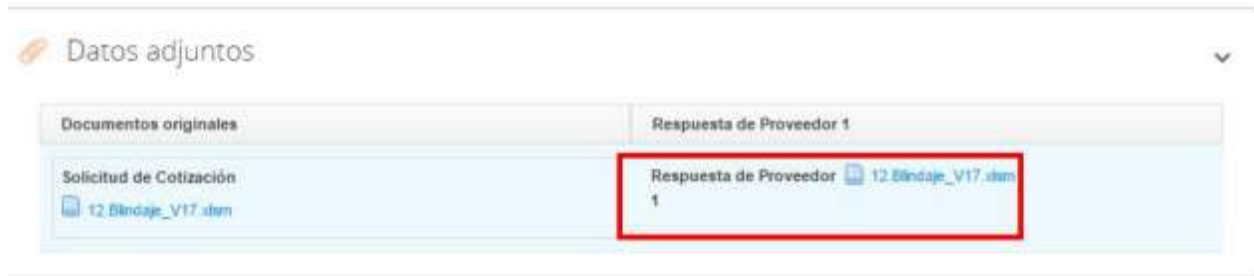 Datos adjuntos
Documentos originales
Respuesta de Proveedor 1
Solicitud de Cotización
12 Blindaje_V17.xlsm
Respuesta de Proveedor 12 Blindaje_V17.xlsm
1